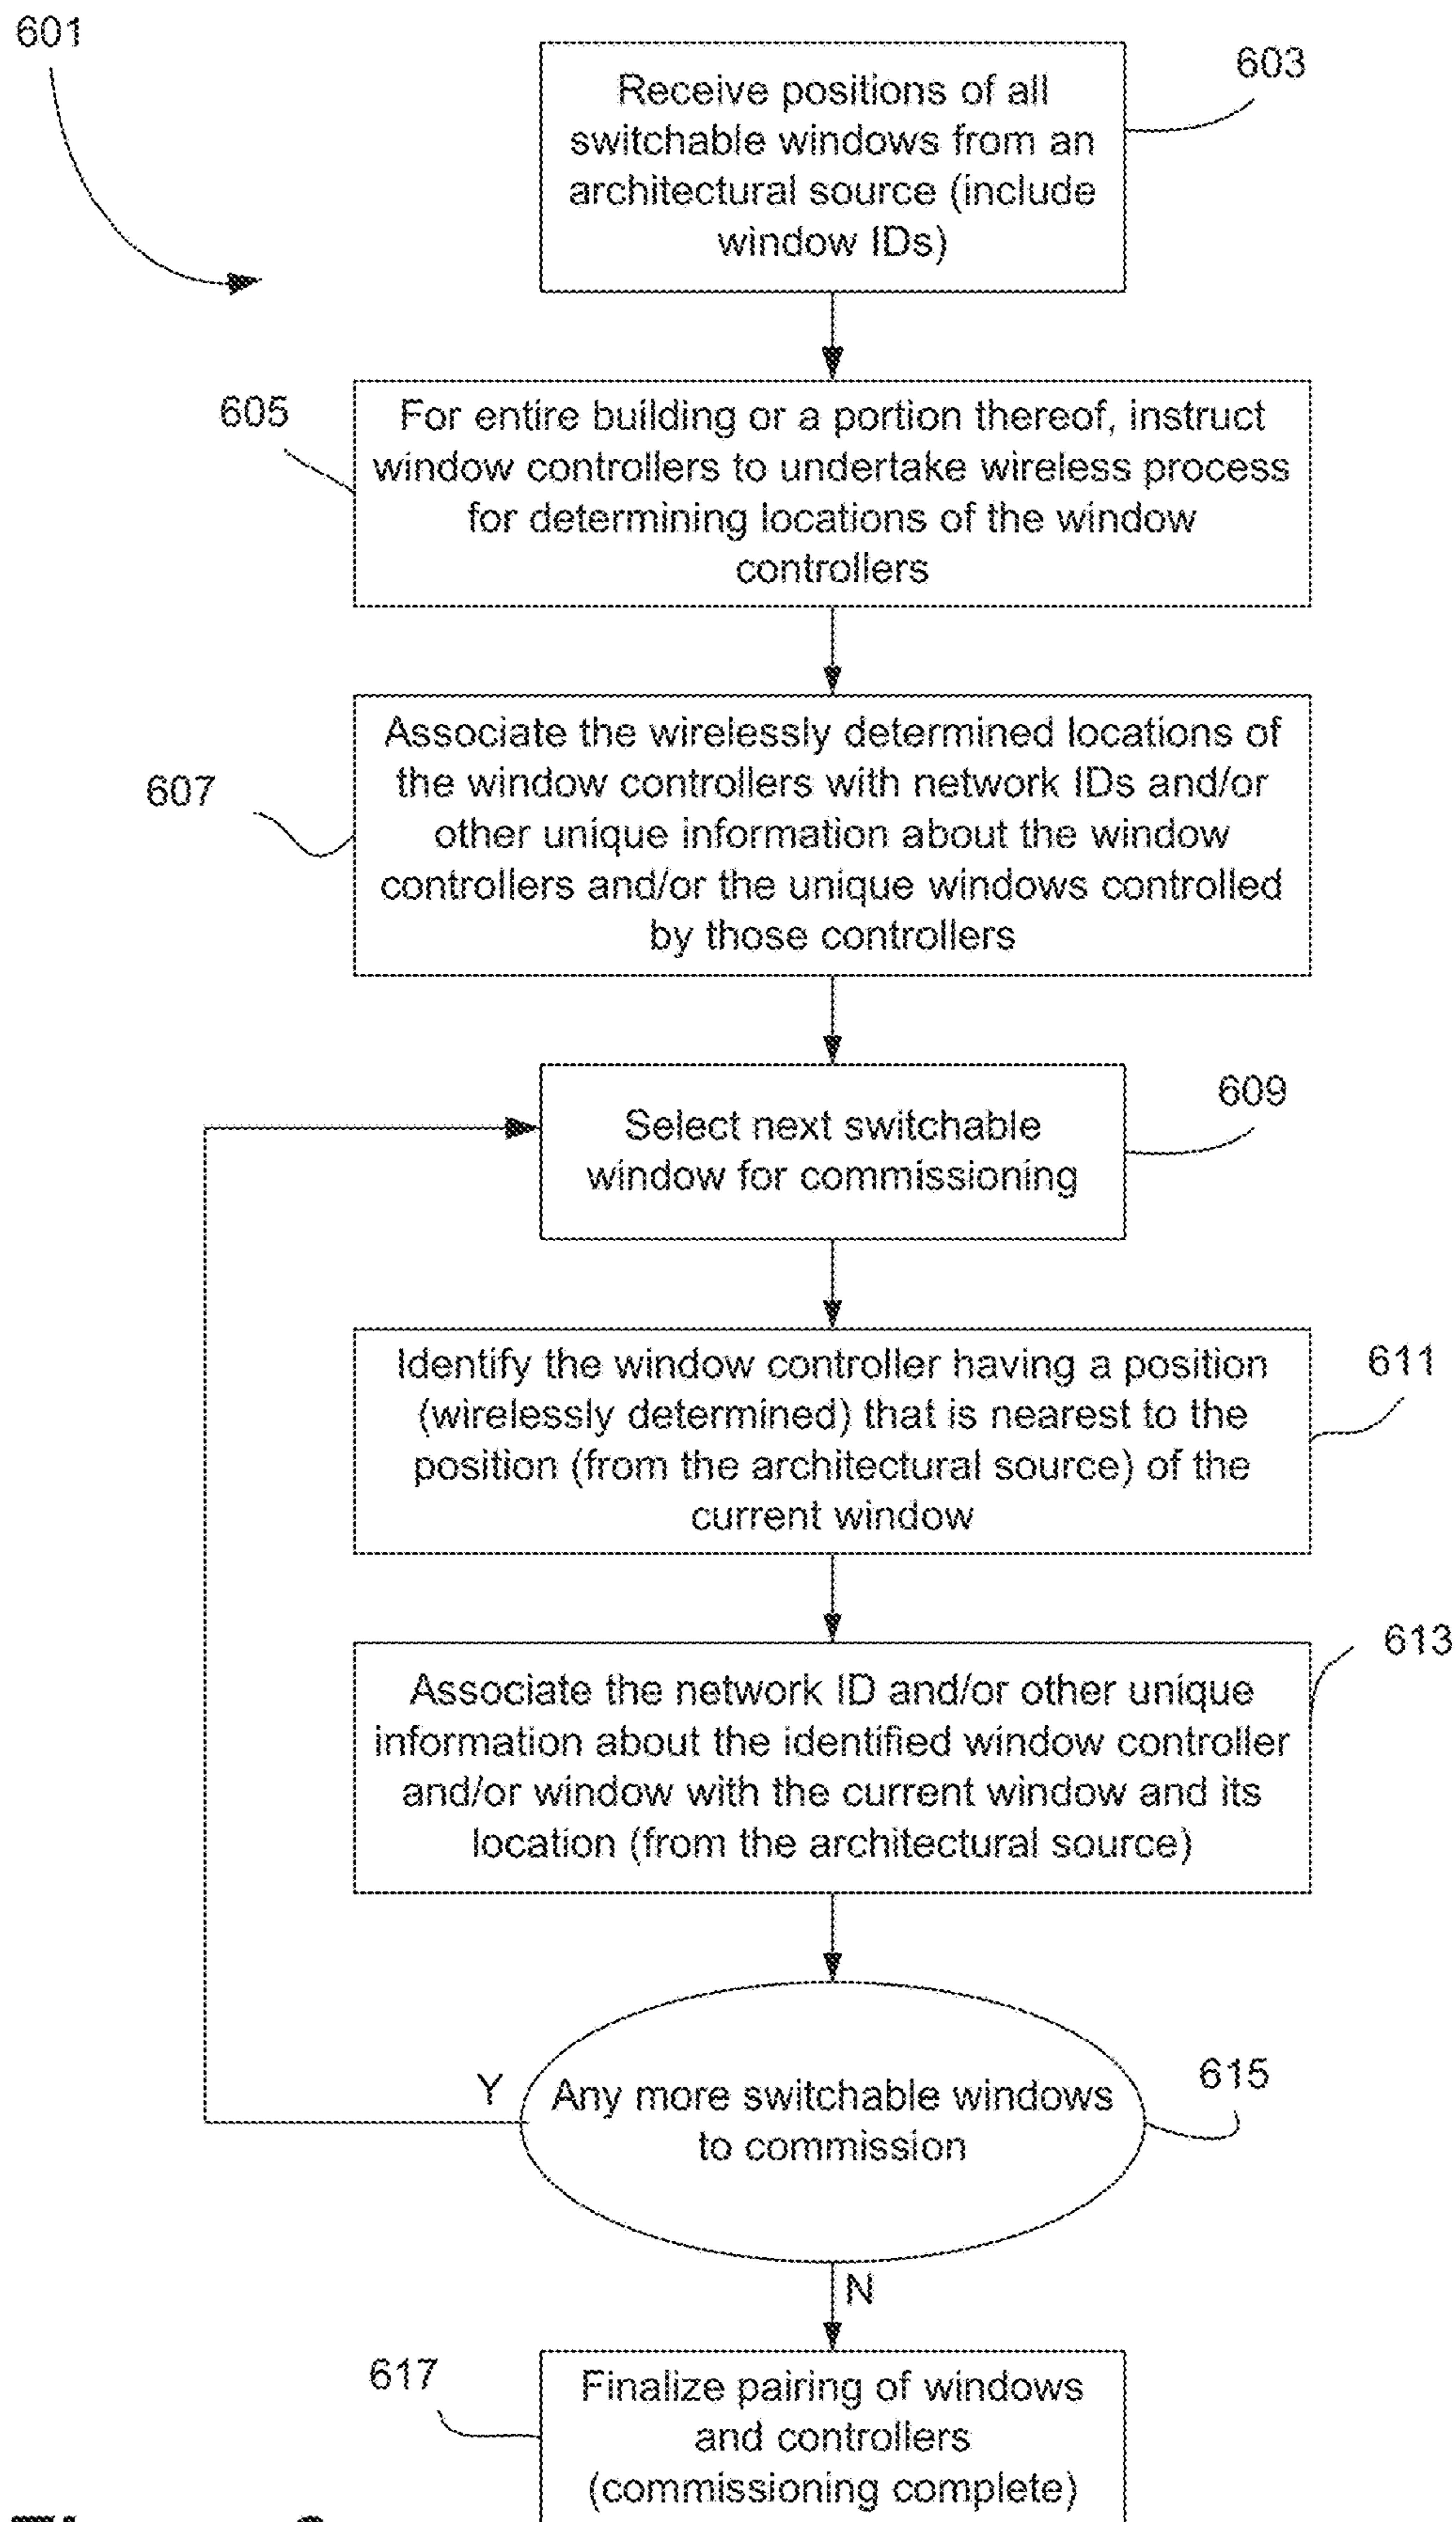 601
603
Receive positions of all
switchable windows from an
architectural source (include
window IDs)
605
For entire building or a portion thereof, instruct
window controllers to undertake wireless process
for determining locations of the window
controllers
607
Associate the wirelessly determined locations of
the window controllers with network IDs and/or
other unique information about the window
controllers and/or the unique windows controlled
by those controllers
609
Select next switchable
window for commissioning
611
Identify the window controller having a position
(wirelessly determined) that is nearest to the
position (from the architectural source) of the
current window
613
Associate the network ID and/or other unique
information about the identified window controller
and/or window with the current window and its
location (from the architectural source)
615
Y
Any more switchable windows
to commission
N
617
Finalize pairing of windows
and controllers
(commissioning complete)